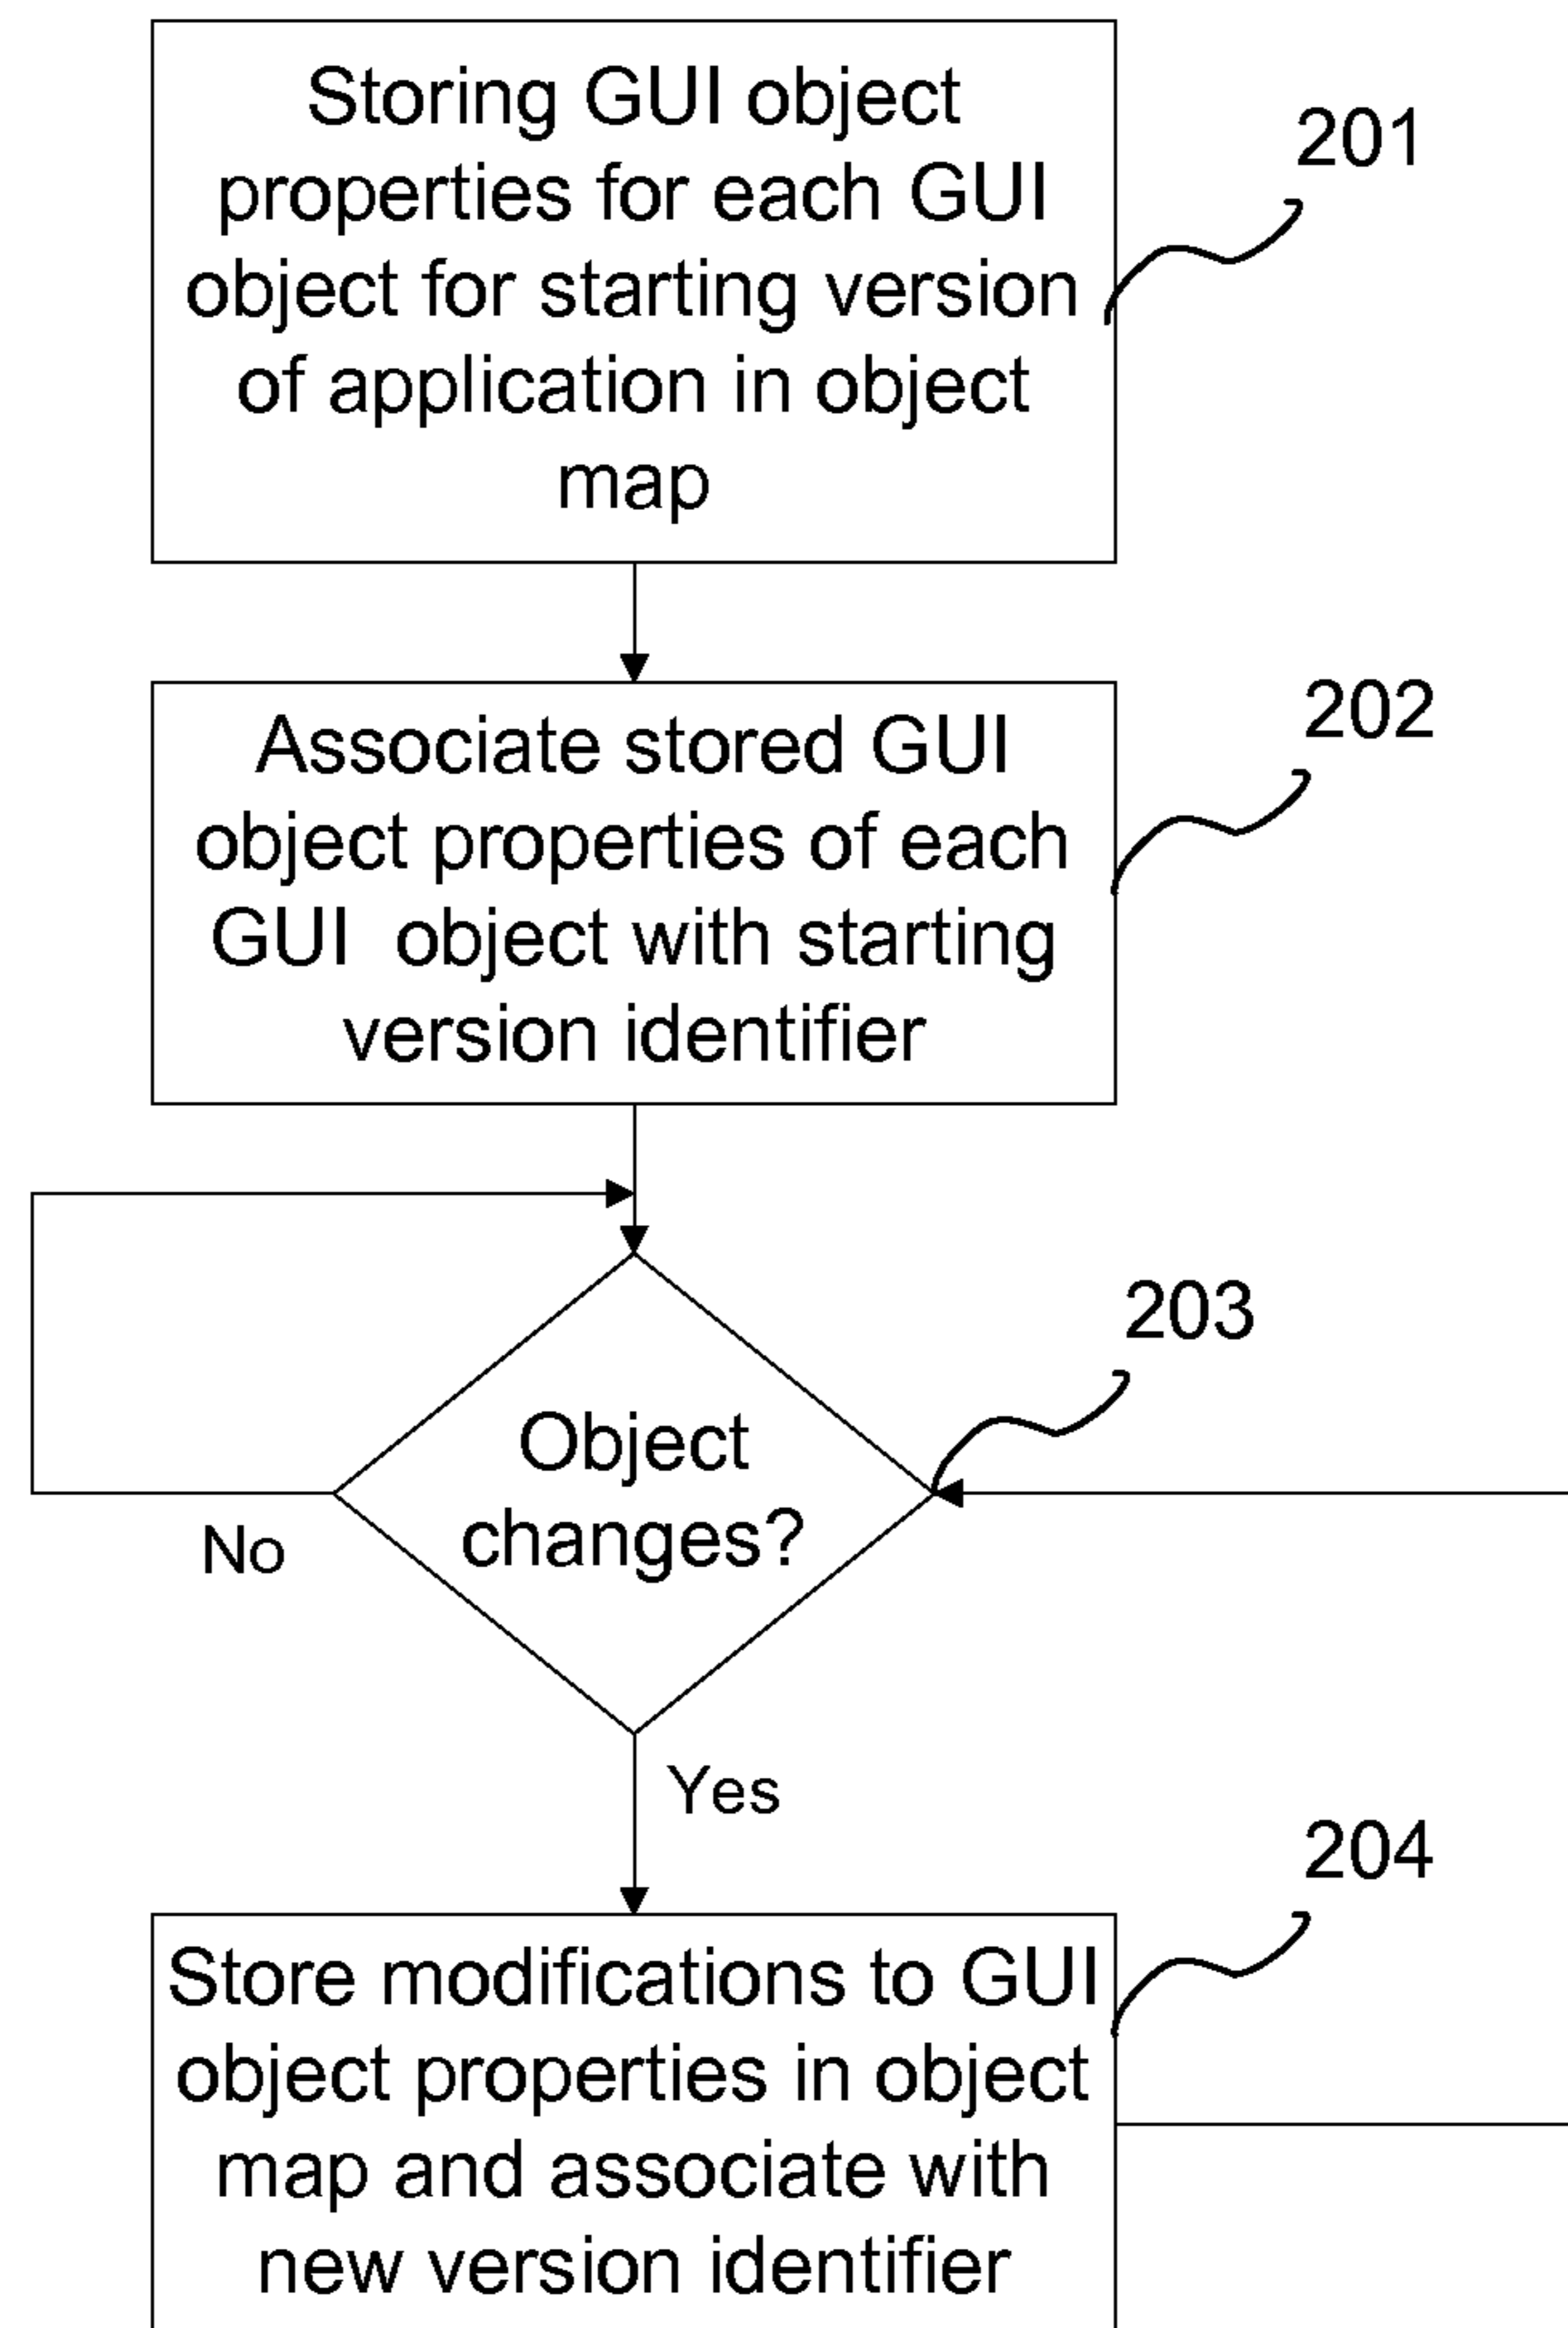 Storing GUI object
properties for each GUI
object for starting version
of application in object
map
201
Associate stored GUI
object properties of each
GUI object with starting
version identifier
202
203
Object
changes?
No
Yes
204
Store modifications to GUI
object properties in object
map and associate with
new version identifier